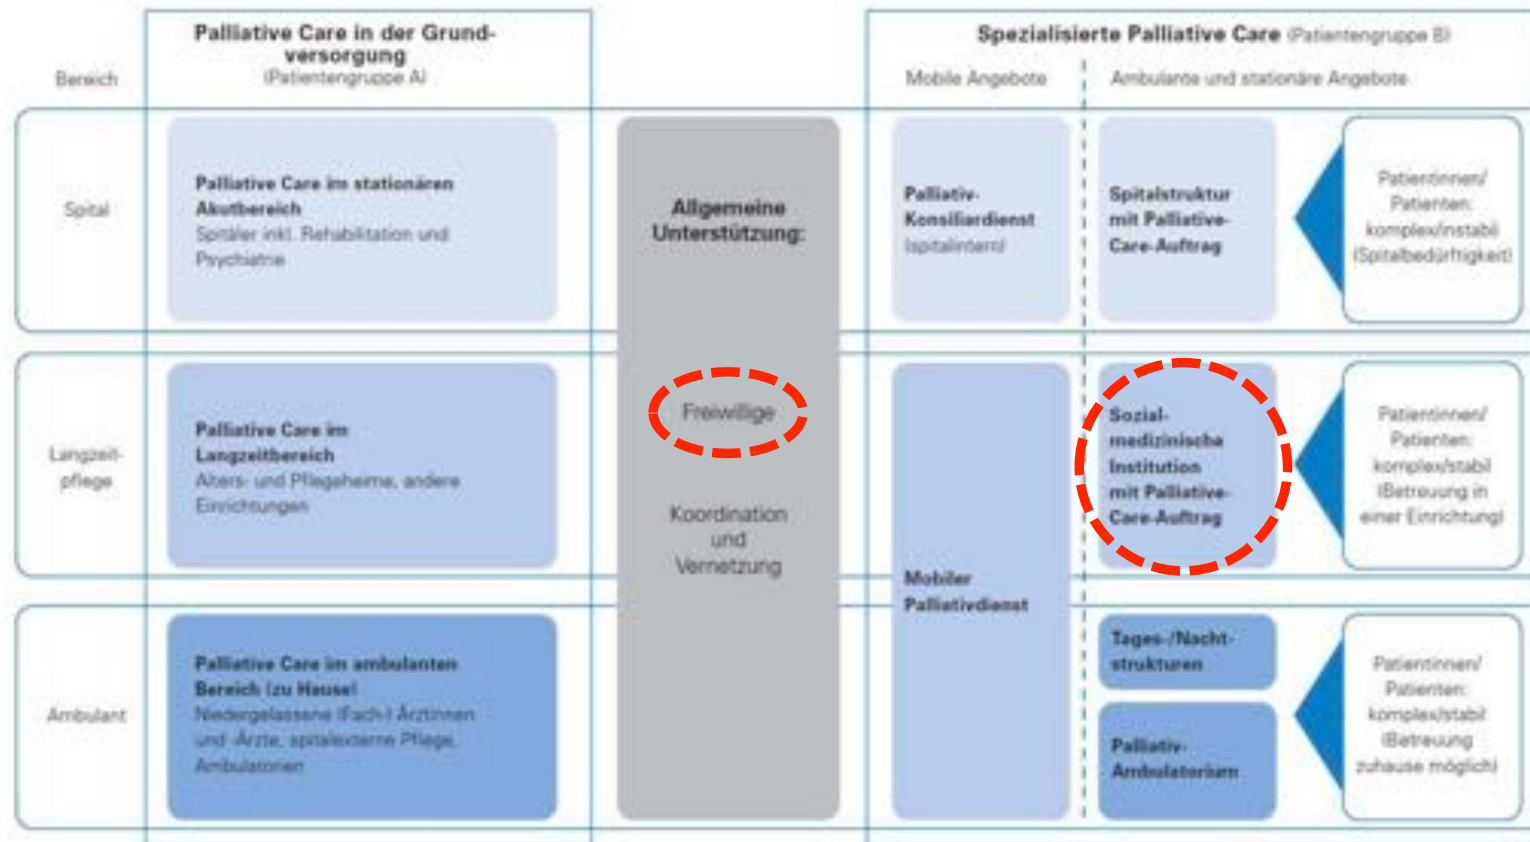 Palliative Care in der Grund-
versorgung
(Patientengruppe A)
Spezialisierte Palliative Care (Patientengruppe B)
Bereich
Mobile Angebote
Ambulante und stationäre Angebote
Spital
Palliative Care im stationären
Akutbereich
Spitäler inkl. Rehabilitation und
Psychiatrie
Allgemeine
Unterstützung:
Freiwillige
Koordination
und
Vernetzung
Palliativ-
Konsiliardienst
(spitalintern)
Spitalstruktur
mit Palliative-
Care-Auftrag
Patientinnen/
Patienten:
komplex/instabil
(Spitalbedürftigkeit)
Langzeit-
pflege
Palliative Care im
Langzeitbereich
Alters- und Pflegeheime, andere
Einrichtungen
Mobiler
Palliativdienst
Sozial-
medizinische
Institution
mit Palliative-
Care-Auftrag
Patientinnen/
Patienten:
komplex/stabil
(Betreuung in
einer Einrichtung)
Ambulant
Palliative Care im ambulanten
Bereich (zu Hause)
Niedergelassene (Fach-) Ärztinnen
und -Ärzte, spitalexterne Pflege,
Ambulatorien
Tages-/Nacht-
strukturen
Palliativ-
Ambulatorium
Patientinnen/
Patienten:
komplex/stabil
(Betreuung
zuhause möglich)